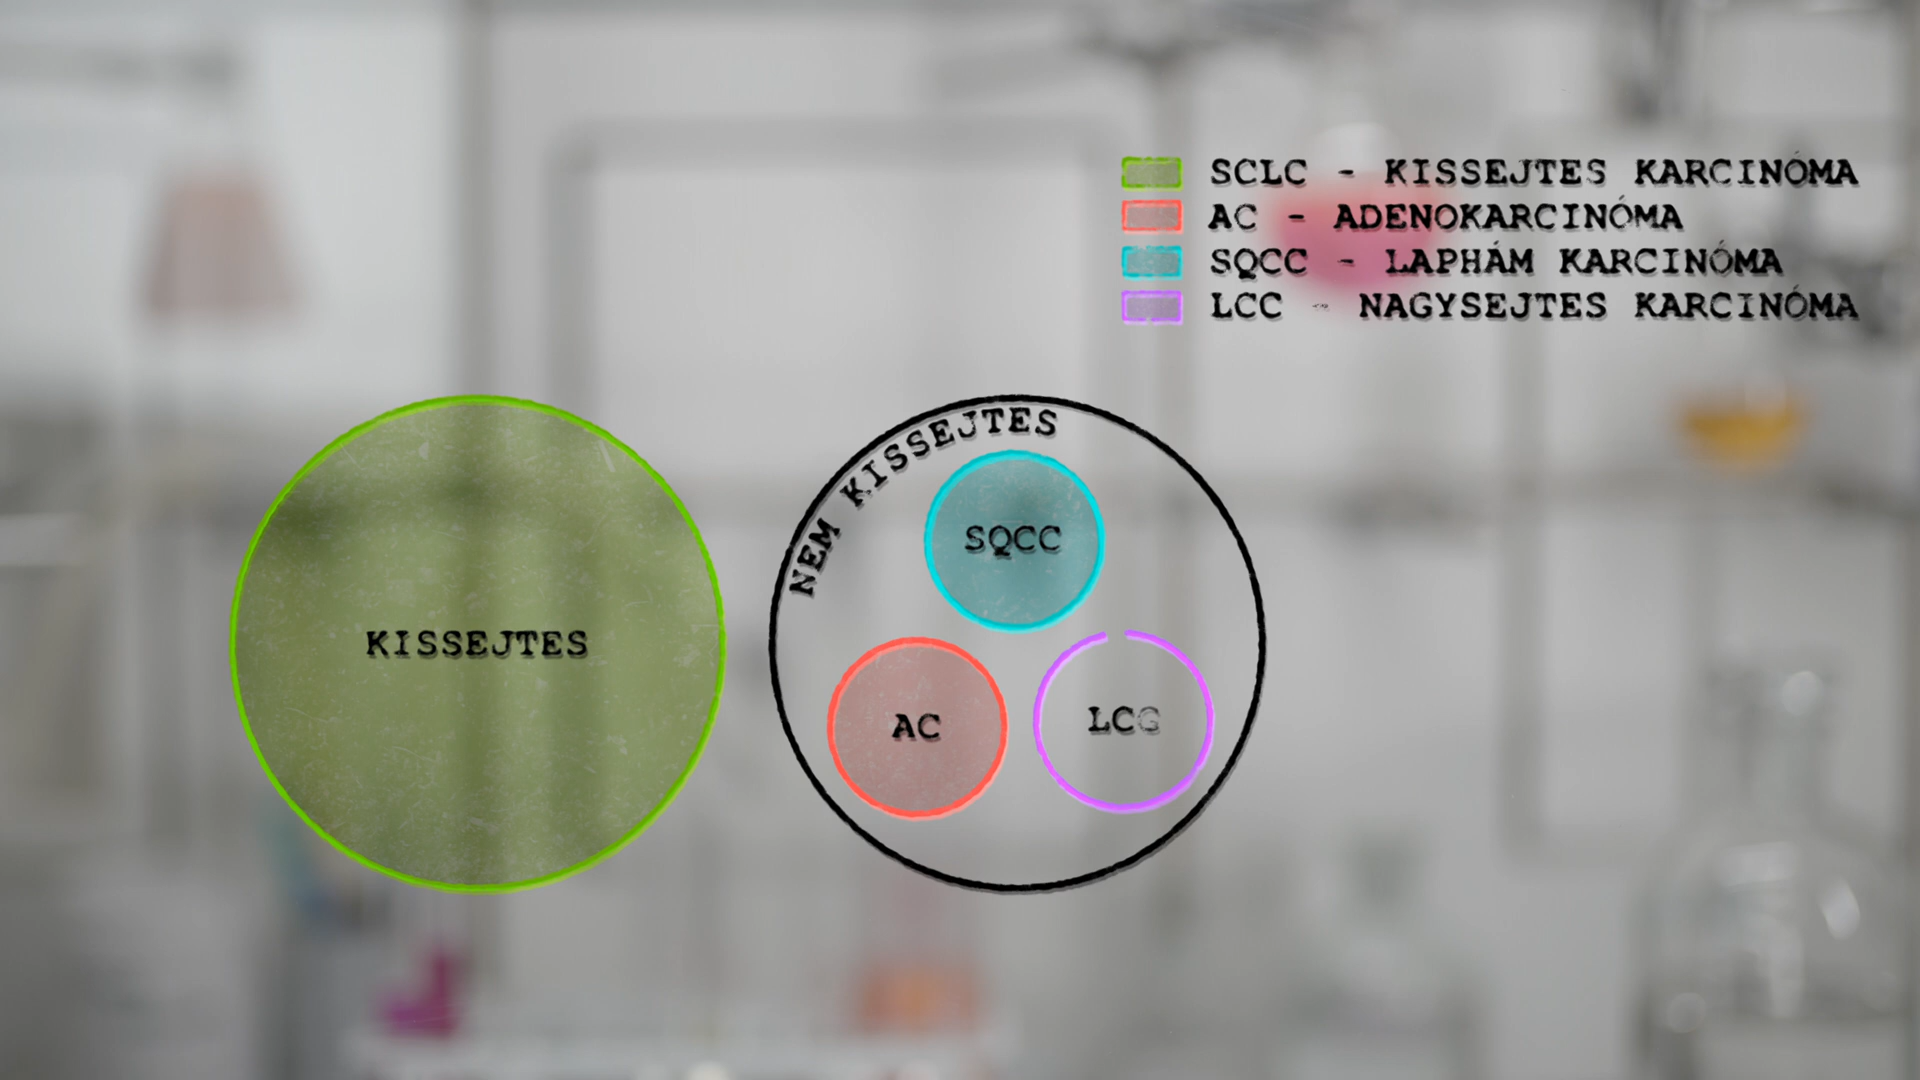 SCLC - KISSEJTES KARCINÓMA
AC - ADENOKARCINÓMA
SQCC - LAPHÁM KARCINÓMA
LCC - NAGYSEJTES KARCINÓMA
NEM KISSEJTES
SQCC
KISSEJTES
AC
LCC